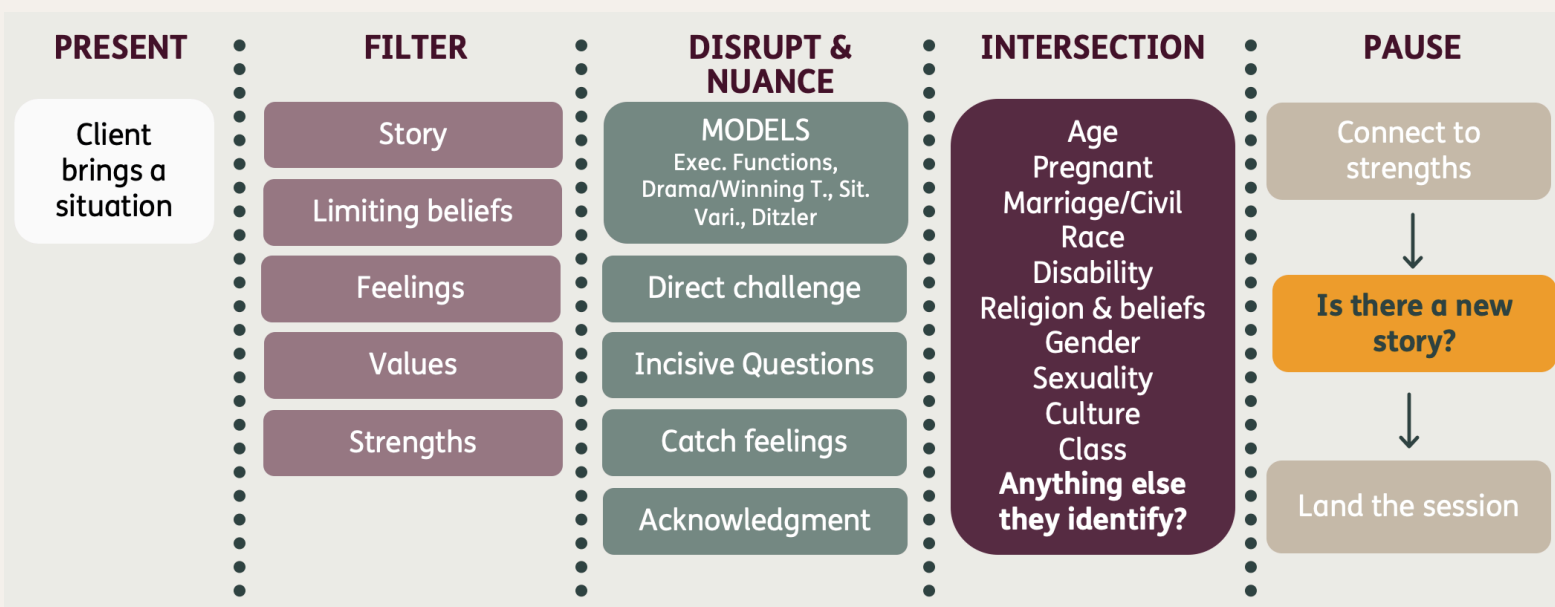 PRESENT
Client
brings a
situation
FILTER
Story
Limiting beliefs
Feelings
Values
Strengths
DISRUPT &
NUANCE
MODELS
Exec. Functions,
Drama/Winning T., Sit.
Vari., Ditzler
Direct challenge
Incisive Questions
Catch feelings
Acknowledgment
INTERSECTION
Age
Pregnant
Marriage/Civil
Race
Disability
Religion & beliefs
Gender
Sexuality
Culture
Class
Anything else
they identify?
PAUSE
Connect to
strengths
Is there a new
story?
Land the session